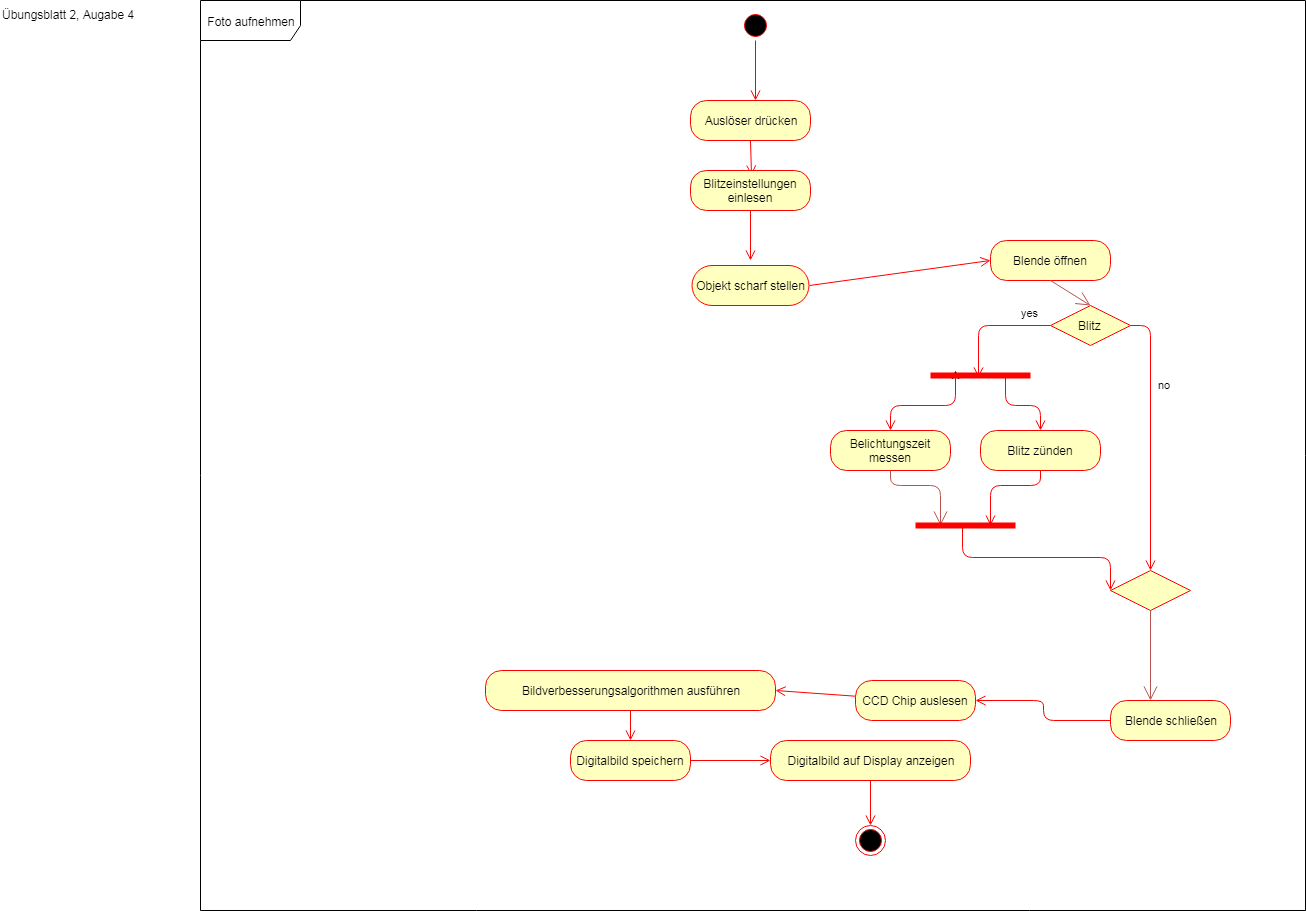 Übungsblatt 2, Augabe 4
Foto aufnehmen
Auslöser drücken
Blitzeinstellungen
einlesen
Objekt scharf stellen
Blende öffnen
Blitz
yes
no
Belichtungszeit
messen
Blitz zünden
Blende schließen
CCD Chip auslesen
Bildverbesserungsalgorithmen ausführen
Digitalbild speichern
Digitalbild auf Display anzeigen